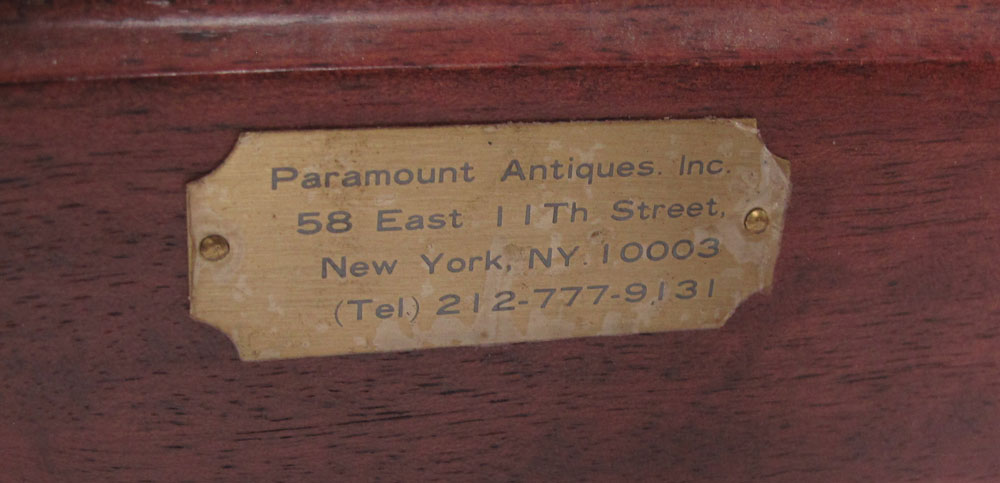 Paramount Antiques. Inc.
58 East 11Th Street,
New York, NY. 10003
(Tel.) 212-777-9131